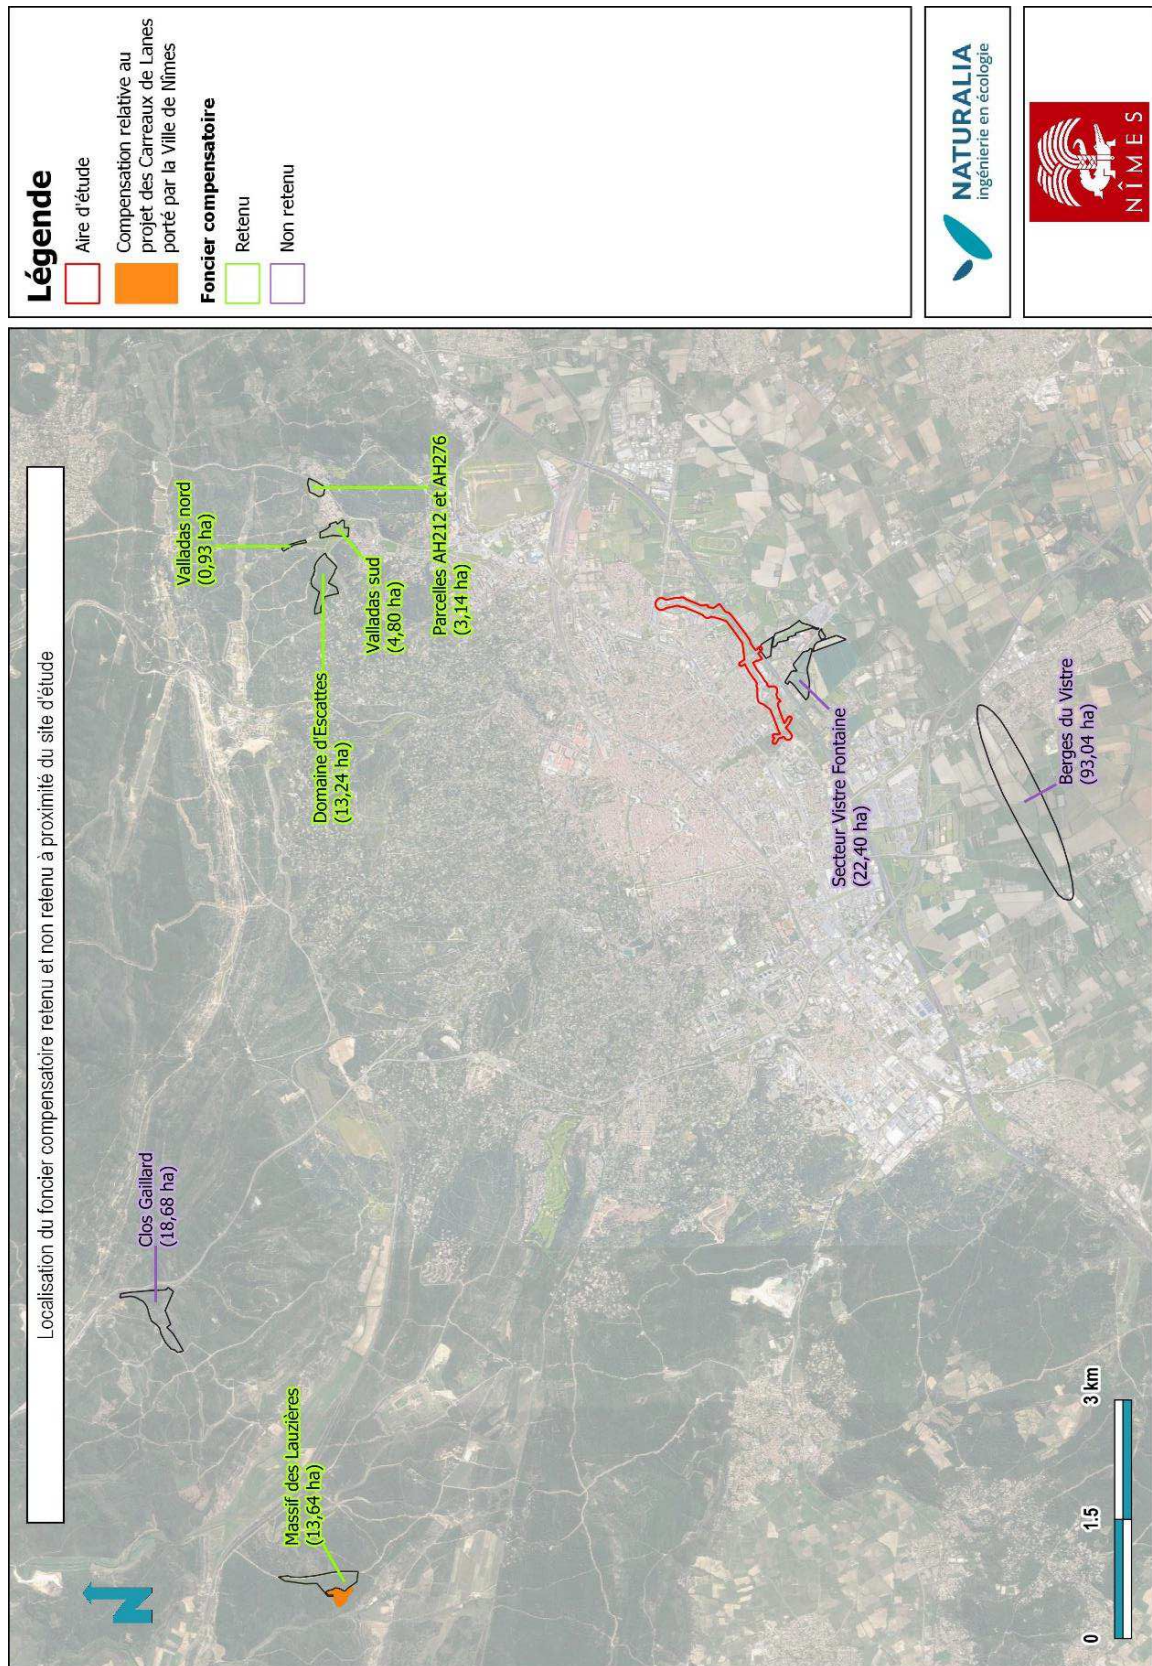 Localisation du foncier compensatoire retenu et non retenu à proximité du site d'étude
N
Clos Gaillard
(18,68 ha)
Massif des Lauzières
(13,64 ha)
Valladas nord
(0,93 ha)
Domaine d'Escattes
(13,24 ha)
Valladas sud
(4,80 ha)
Parcelles AH212 et AH276
(3,14 ha)
Secteur Vistre Fontaine
(22,40 ha)
Berges du Vistre
(93,04 ha)
0 1.5 3 km
Légende
Aire d'étude
Compensation relative au
projet des Carreaux de Lanes
porté par la Ville de Nîmes
Foncier compensatoire
Retenu
Non retenu
NATURALIA
ingénierie en écologie
NÎMES